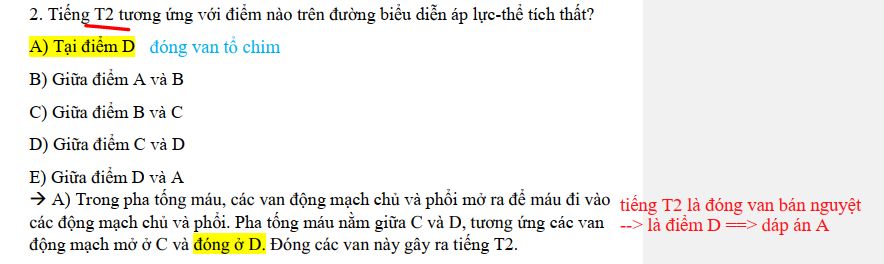 2. Tiếng T2 tương ứng với điểm nào trên đường biểu diễn áp lực-thể tích thất?
A) Tại điểm D đóng van tổ chim
B) Giữa điểm A và B
C) Giữa điểm B và C
D) Giữa điểm C và D
E) Giữa điểm D và A
→ A) Trong pha tống máu, các van động mạch chủ và phổi mở ra để máu đi vào
các động mạch chủ và phổi. Pha tống máu nằm giữa C và D, tương ứng các van
động mạch mở ở C và đóng ở D. Đóng các van này gây ra tiếng T2.
tiếng T2 là đóng van bán nguyệt
--> là điểm D ==> dáp án A